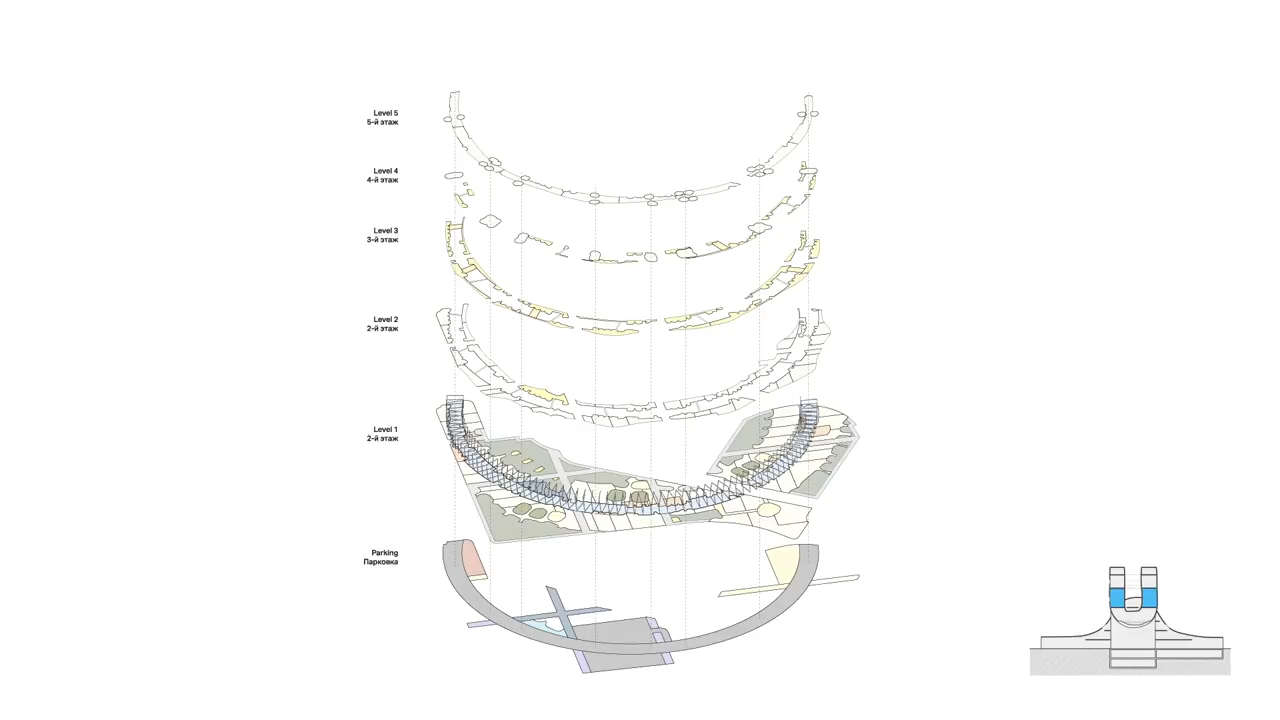 Level 5
5-й этаж
Level 4
4-й этаж
Level 3
3-й этаж
Level 2
2-й этаж
Level 1
2-й этаж
Parking
Парковка